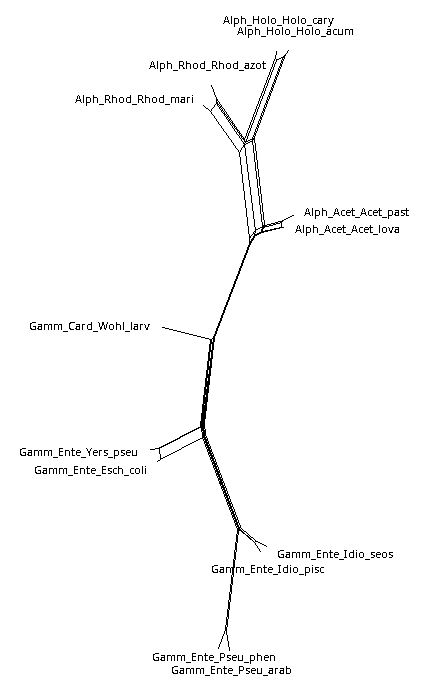 Alph_Holo_Holo_cary
Alph_Holo_Holo_acum
Alph_Rhod_Rhod_azot
Alph_Rhod_Rhod_mari
Alph_Acet_Acet_past
Alph_Acet_Acet_lova
Gamm_Card_Wohl_larv
Gamm_Ente_Yers_pseu
Gamm_Ente_Esch_coli
Gamm_Ente_Idio_seos
Gamm_Ente_Idio_pisc
Gamm_Ente_Pseu_phen
Gamm_Ente_Pseu_arab